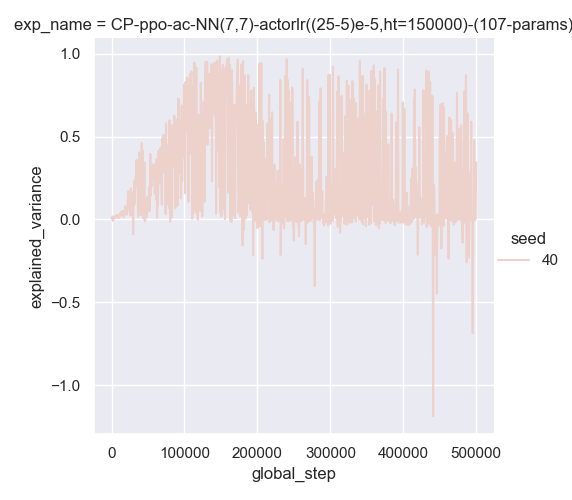 exp_name = CP-ppo-ac-NN(7,7)-actorlr((25-5)e-5,ht=150000)-(107-params)
1.0
0.5
0.0
−0.5
−1.0
explained_variance
0 100000 200000 300000 400000 500000
global_step
seed
40